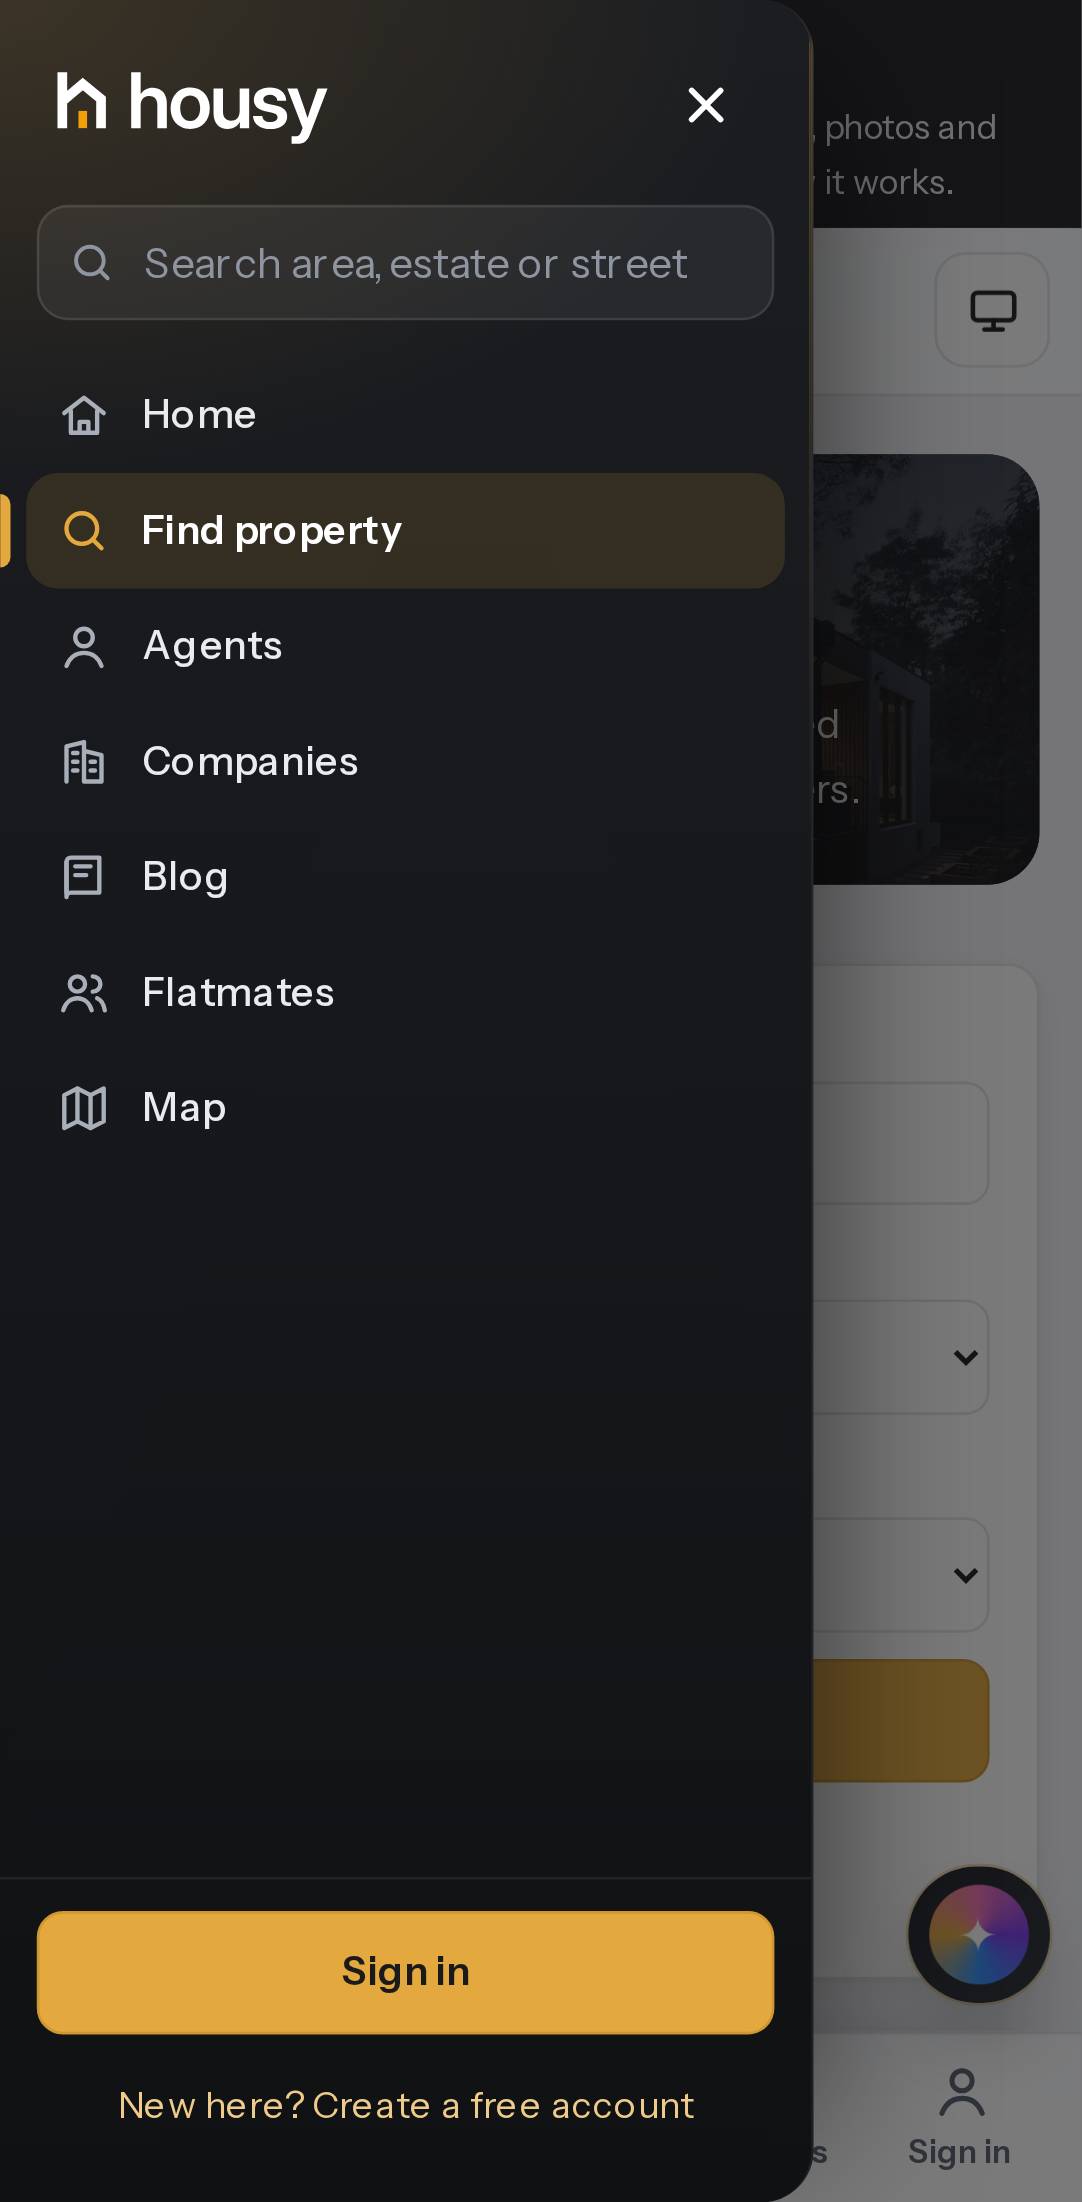 housy
, photos and
it works.
Search area, estate or street
Home
Find property
Agents
Companies
Blog
Flatmates
Map
Sign in
New here? Create a free account
Sign in